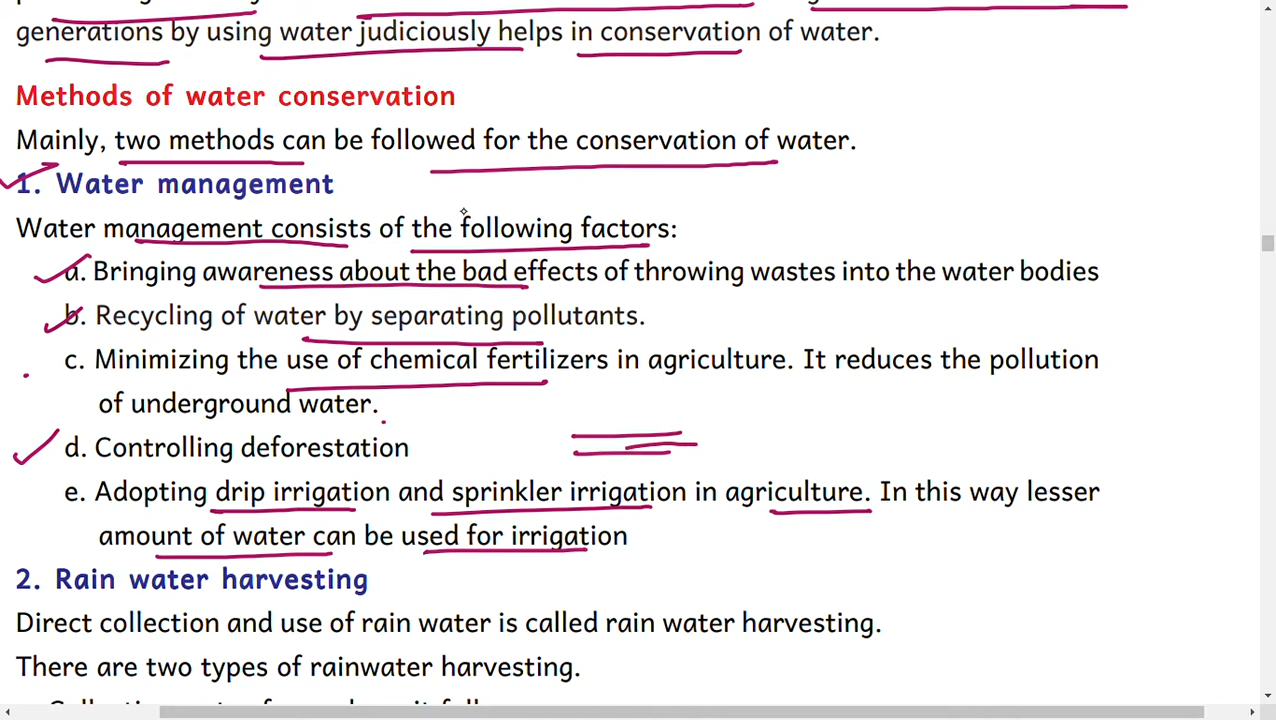 generations by using water judiciously helps in conservation of water.
Methods of water conservation
Mainly, two methods can be followed for the conservation of water.
1. Water management
Water management consists of the following factors:
a. Bringing awareness about the bad effects of throwing wastes into the water bodies
b. Recycling of water by separating pollutants.
c. Minimizing the use of chemical fertilizers in agriculture. It reduces the pollution
of underground water.
d. Controlling deforestation
e. Adopting drip irrigation and sprinkler irrigation in agriculture. In this way lesser
amount of water can be used for irrigation
2. Rain water harvesting
Direct collection and use of rain water is called rain water harvesting.
There are two types of rainwater harvesting.